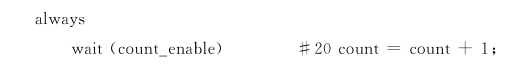 always
wait (count_enable) #20 count = count + 1;